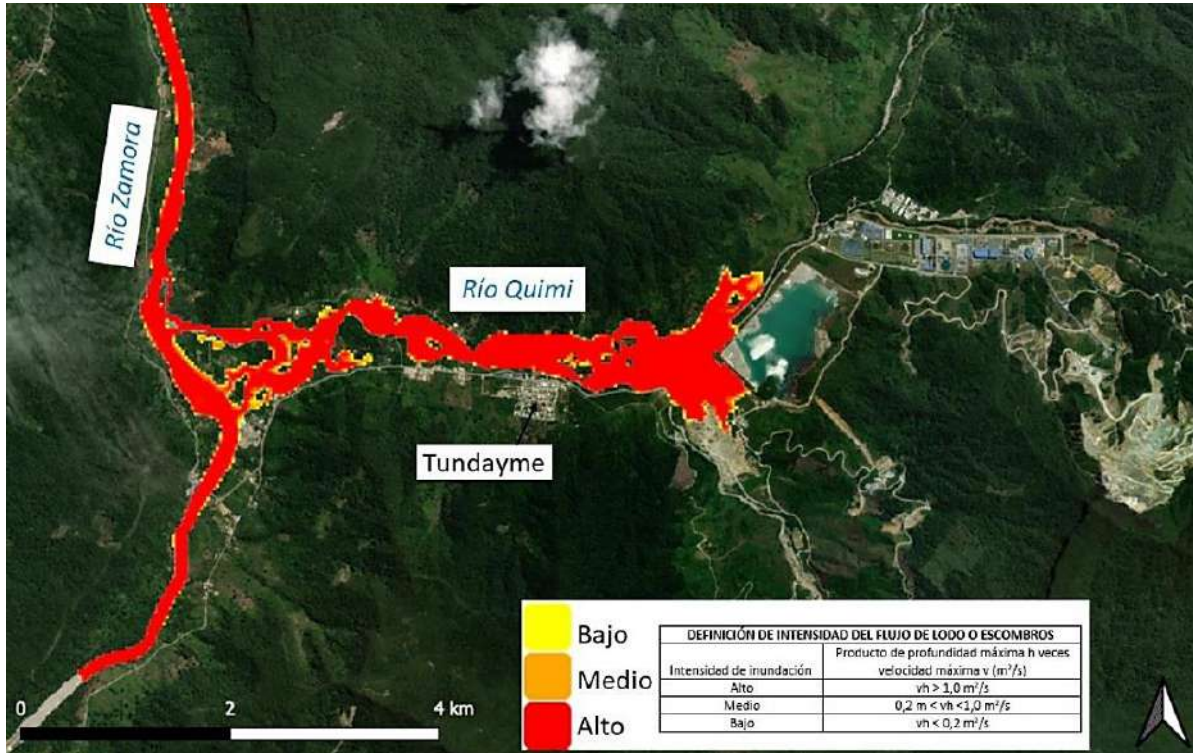 Río Zamora
Río Quimi
Tundayme
Bajo
Medio
Alto
DEFINICIÓN DE INTENSIDAD DEL FLUJO DE LODO O ESCOMBROS
Intensidad de inundación
Producto de profundidad máxima h veces
velocidad máxima v (m²/s)
Alto vh > 1,0 m²/s
Medio 0,2 m < vh <1,0 m²/s
Bajo vh < 0,2 m²/s
0 2 4 km